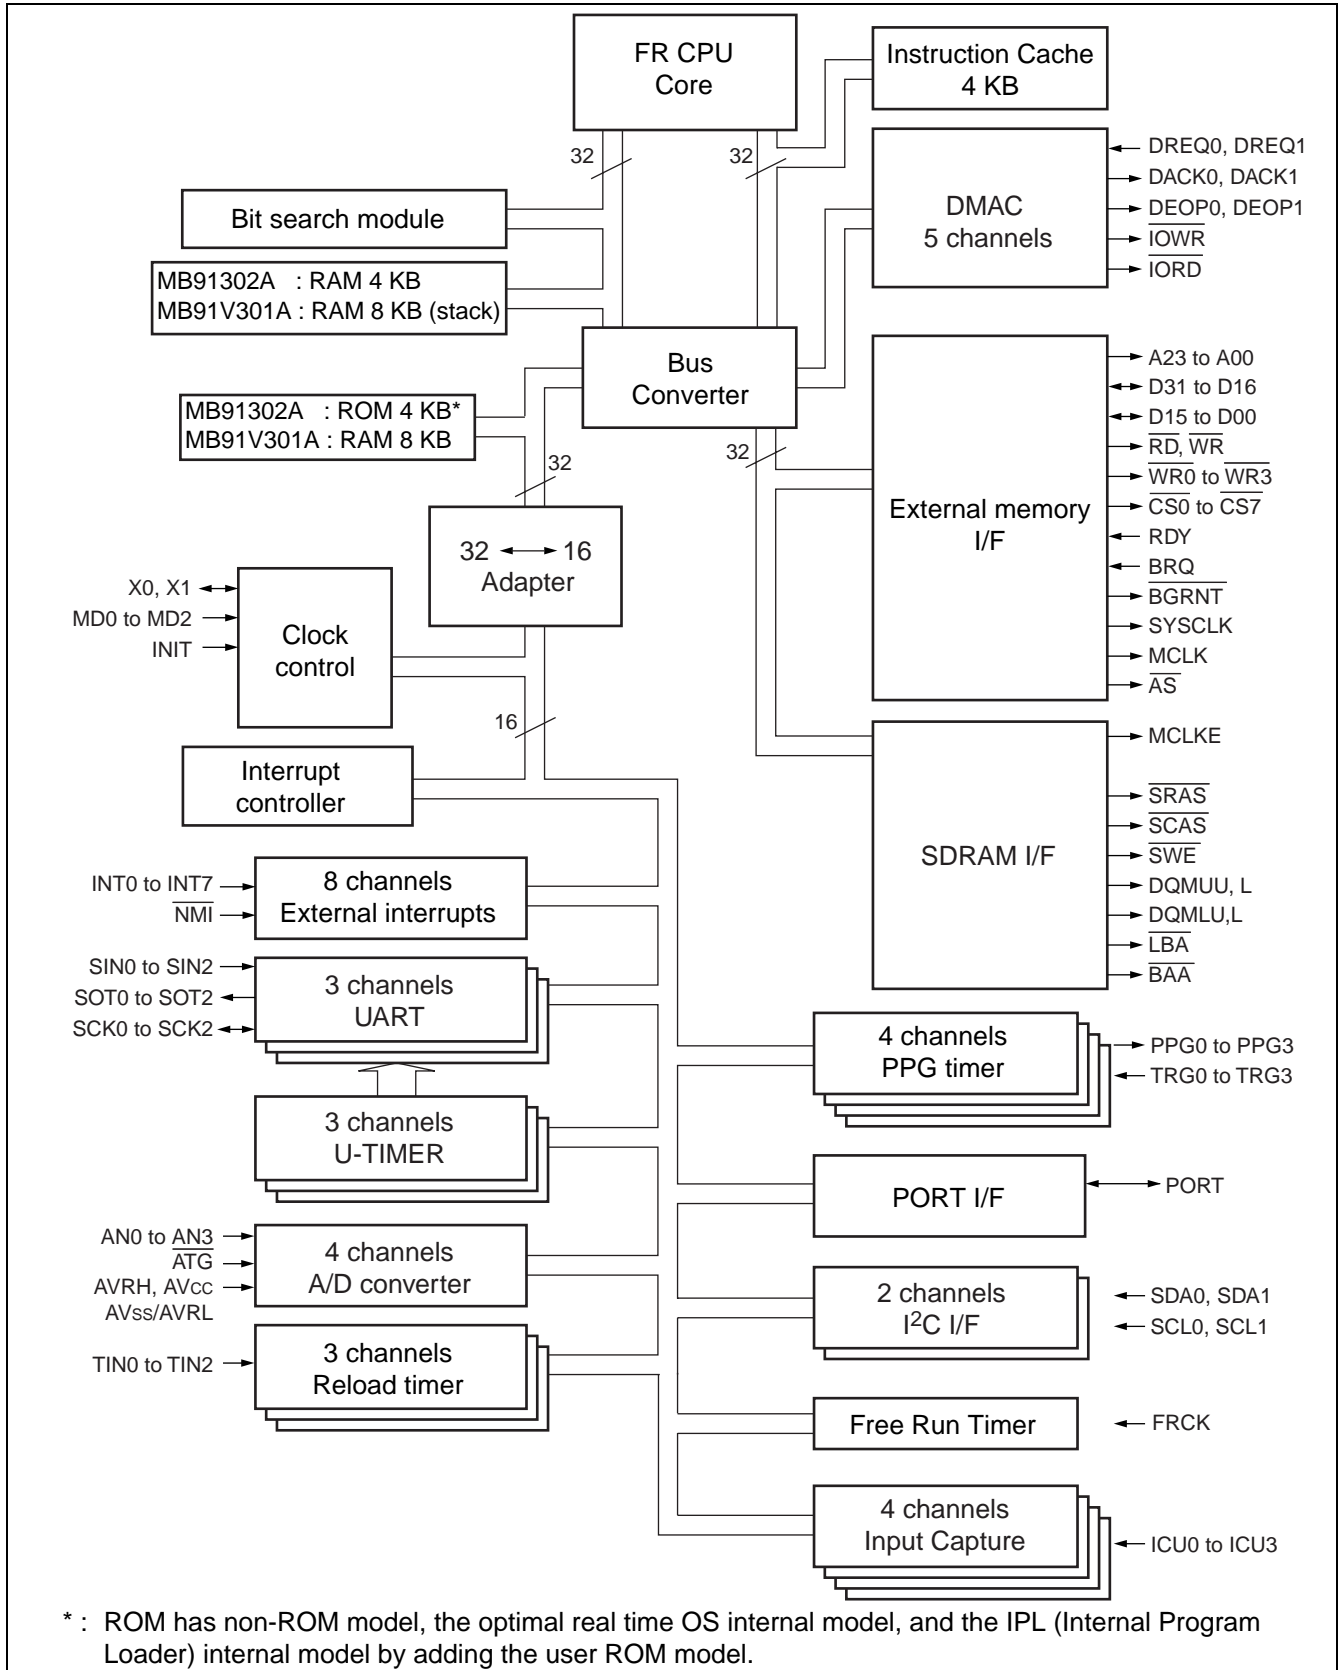 FR CPU
Core
Instruction Cache
4 KB
32
32
DREQ0, DREQ1
DACK0, DACK1
DEOP0, DEOP1
IOWR
IORD
DMAC
5 channels
Bit search module
MB91302A : RAM 4 KB
MB91V301A : RAM 8 KB (stack)
Bus
Converter
MB91302A : ROM 4 KB*
MB91V301A : RAM 8 KB
32
32
External memory
I/F
A23 to A00
D31 to D16
D15 to D00
RD, WR
WR0 to WR3
CS0 to CS7
RDY
BRQ
BGRNT
SYSCLK
MCLK
AS
32 16
Adapter
X0, X1
MD0 to MD2
INIT
Clock
control
16
Interrupt
controller
SDRAM I/F
MCLKE
SRAS
SCAS
SWE
DQMUU, L
DQMLU,L
LBA
BAA
INT0 to INT7
NMI
8 channels
External interrupts
SIN0 to SIN2
SOT0 to SOT2
SCK0 to SCK2
3 channels
UART
4 channels
PPG timer
PPG0 to PPG3
TRG0 to TRG3
3 channels
U-TIMER
PORT I/F
PORT
AN0 to AN3
ATG
AVRH, AVCC
AVSS/AVRL
4 channels
A/D converter
2 channels
I2C I/F
SDA0, SDA1
SCL0, SCL1
TIN0 to TIN2
3 channels
Reload timer
Free Run Timer
FRCK
4 channels
Input Capture
ICU0 to ICU3
* : ROM has non-ROM model, the optimal real time OS internal model, and the IPL (Internal Program
Loader) internal model by adding the user ROM model.